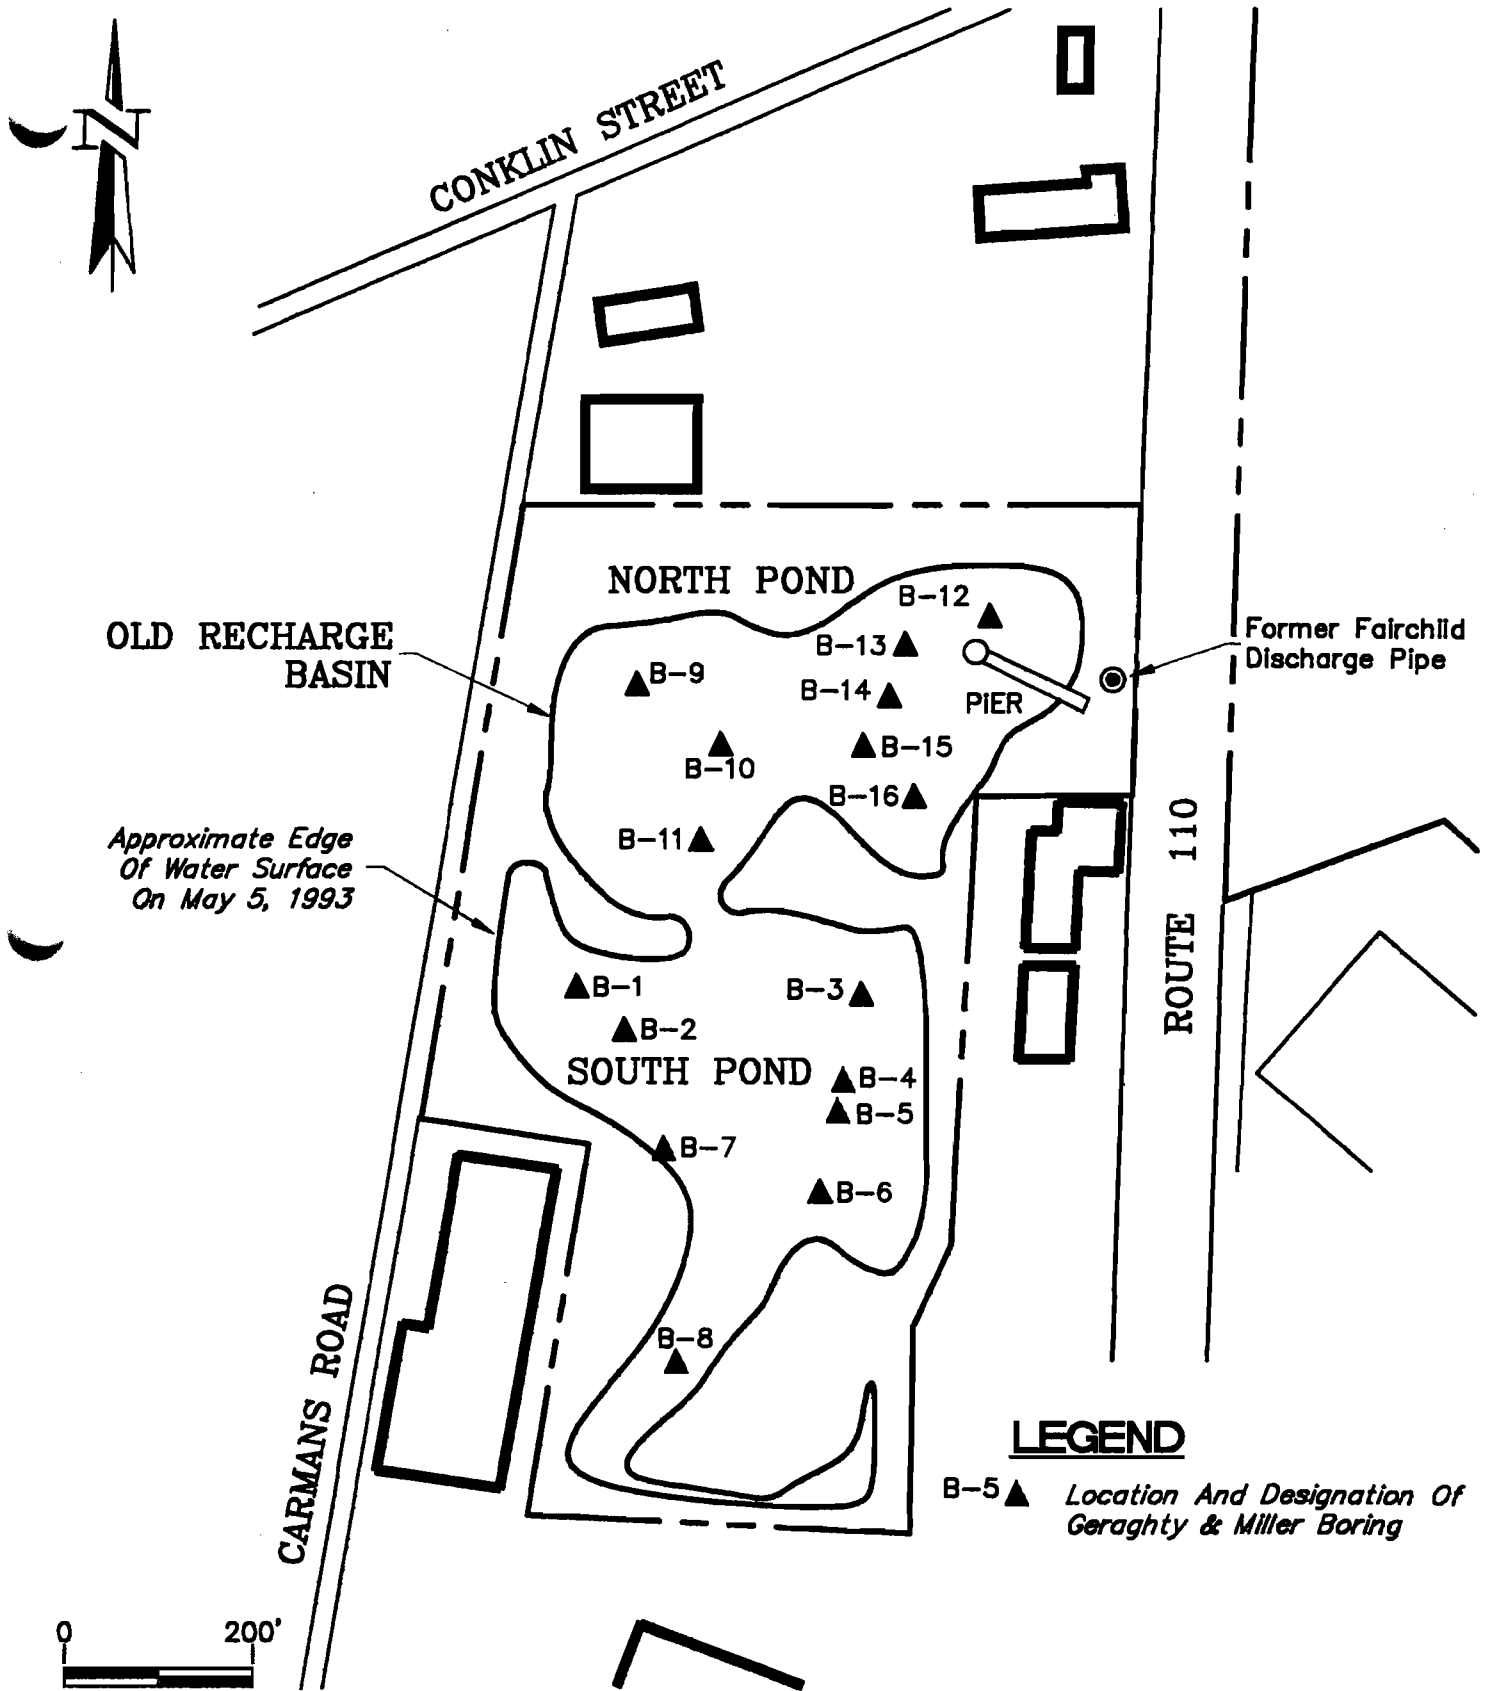 N
CONKLIN STREET
NORTH POND
B-12
B-13
Former Fairchild
Discharge Pipe
OLD RECHARGE
BASIN
B-9
B-14
PIER
B-10
B-15
B-16
B-11
Approximate Edge
Of Water Surface
On May 5, 1993
ROUTE 110
B-1
B-3
B-2
SOUTH POND
B-4
B-5
B-7
B-6
B-8
CARMANS ROAD
LEGEND
B-5 Location And Designation Of
Geraghty & Miller Boring
0 200'